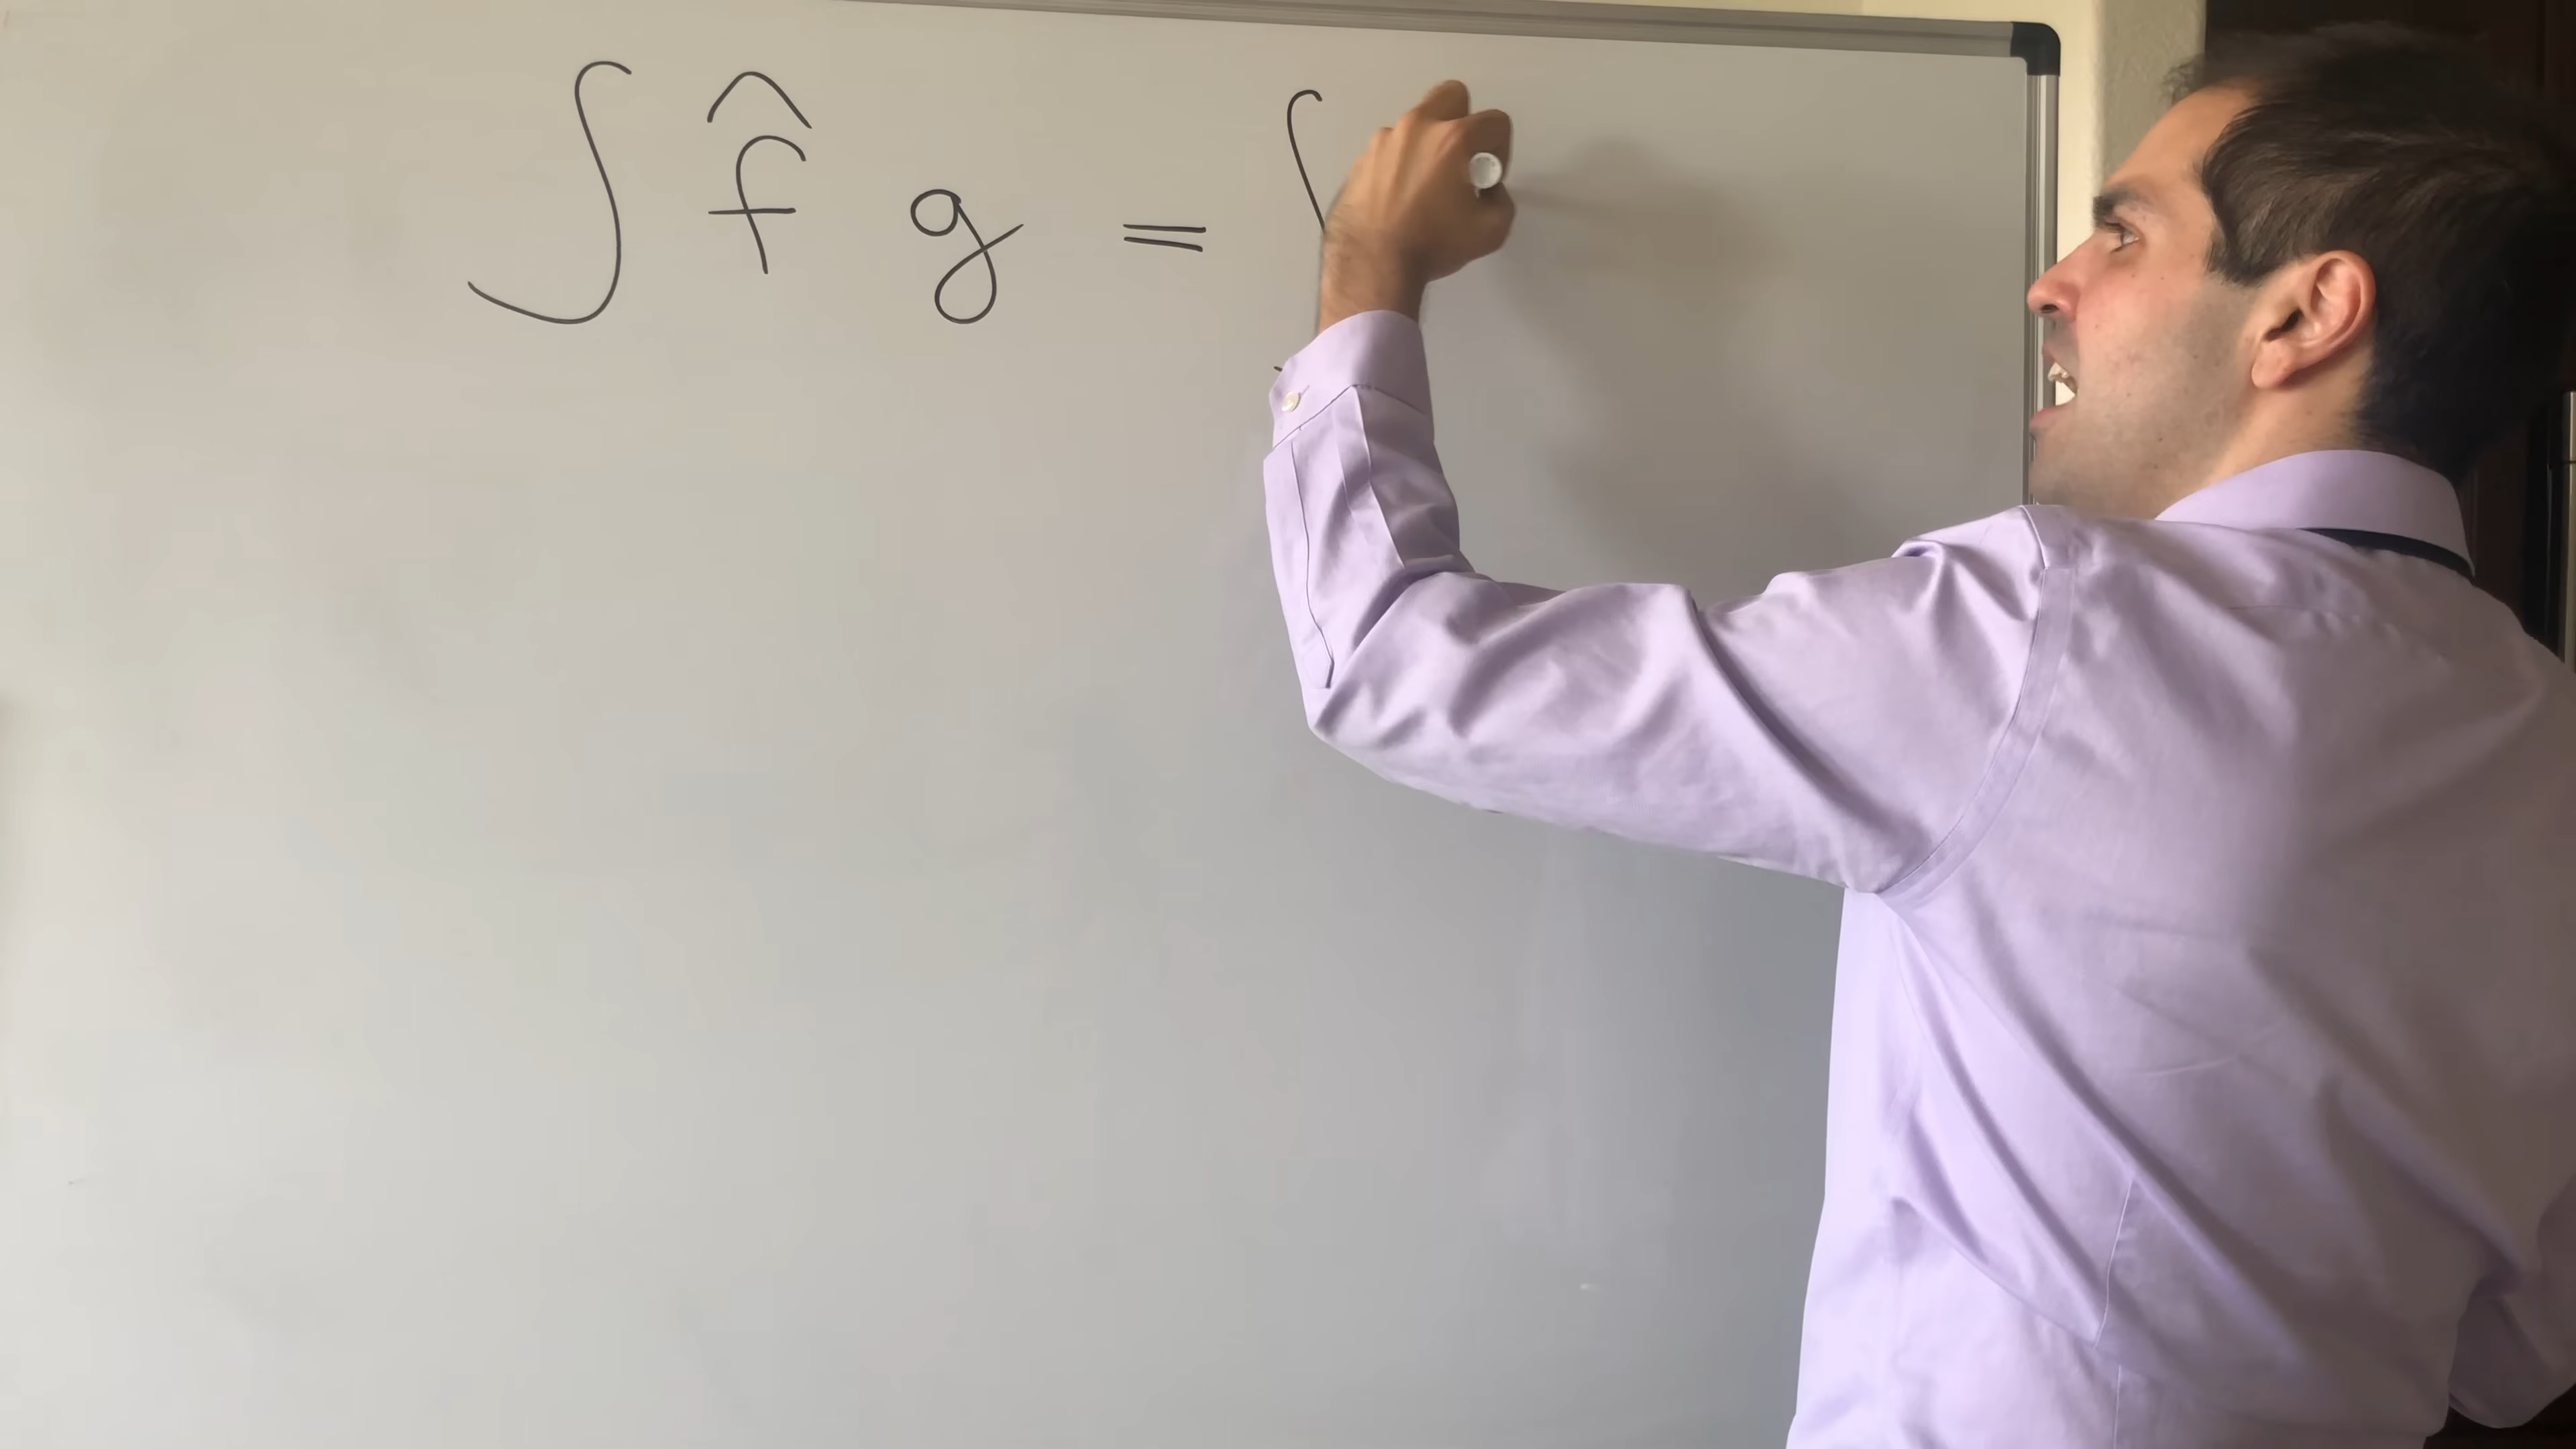 ∫ f̂ g = ∫